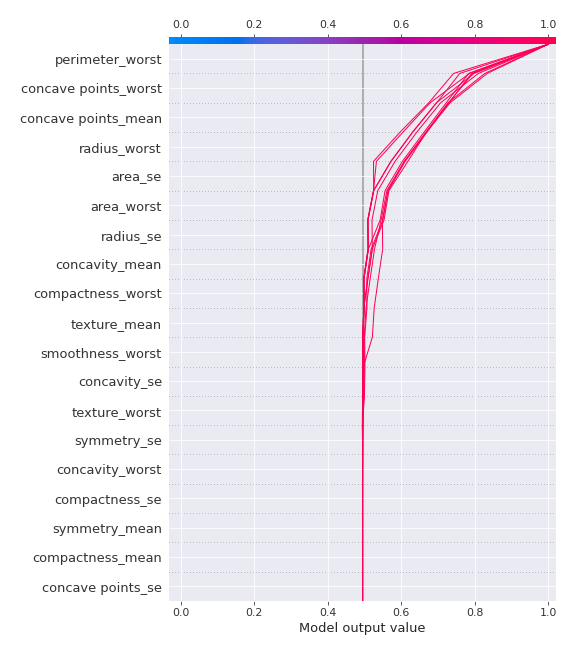 0.0 0.2 0.4 0.6 0.8 1.0
perimeter_worst
concave points_worst
concave points_mean
radius_worst
area_se
area_worst
radius_se
concavity_mean
compactness_worst
texture_mean
smoothness_worst
concavity_se
texture_worst
symmetry_se
concavity_worst
compactness_se
symmetry_mean
compactness_mean
concave points_se
0.0 0.2 0.4 0.6 0.8 1.0
Model output value